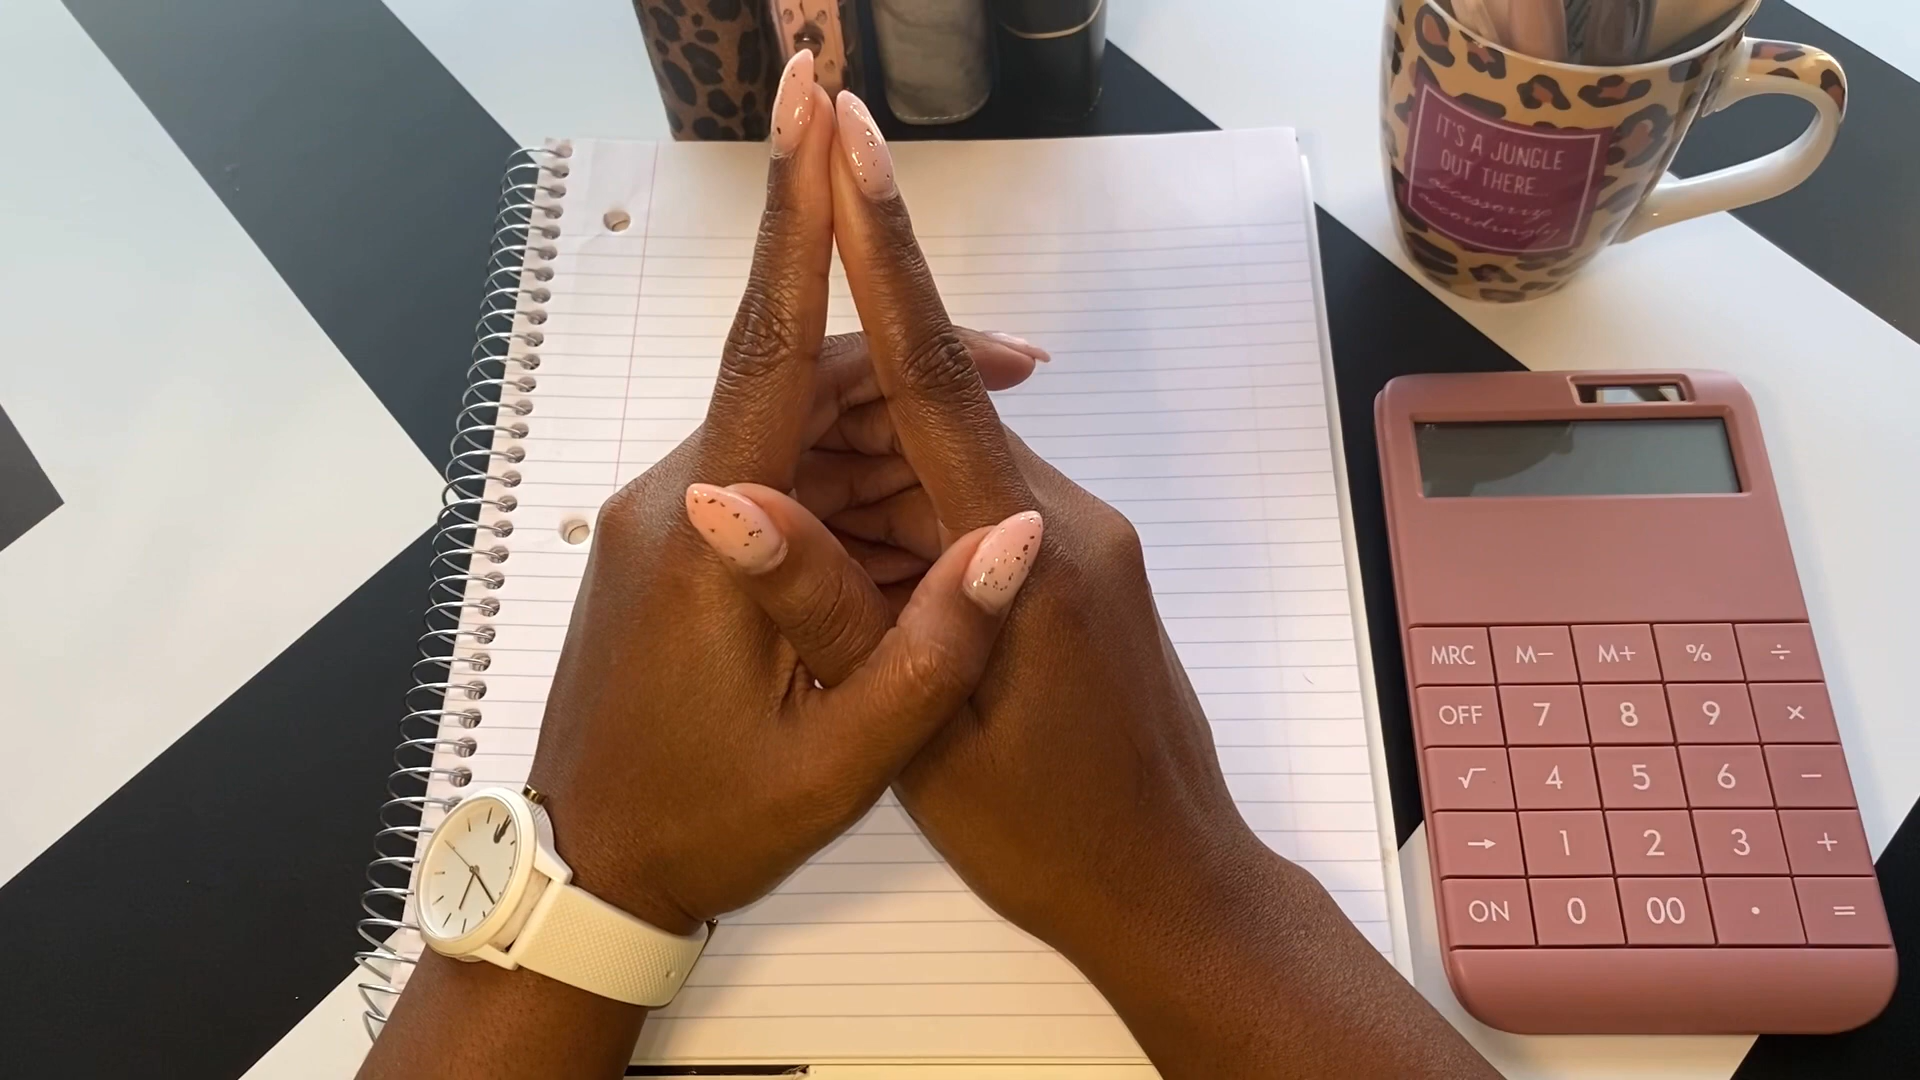 IT'S A JUNGLE
OUT THERE...
accessorize
accordingly
MRC M− M+ % ÷
OFF 7 8 9 ×
√ 4 5 6 −
→ 1 2 3 +
ON 0 00 · =